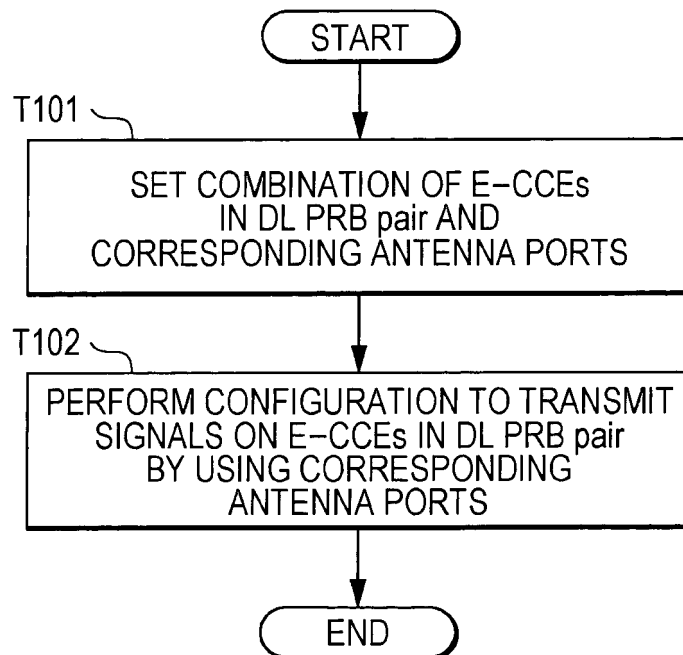 START
T101
SET COMBINATION OF E-CCEs
IN DL PRB pair AND
CORRESPONDING ANTENNA PORTS
T102
PERFORM CONFIGURATION TO TRANSMIT
SIGNALS ON E-CCEs IN DL PRB pair
BY USING CORRESPONDING
ANTENNA PORTS
END